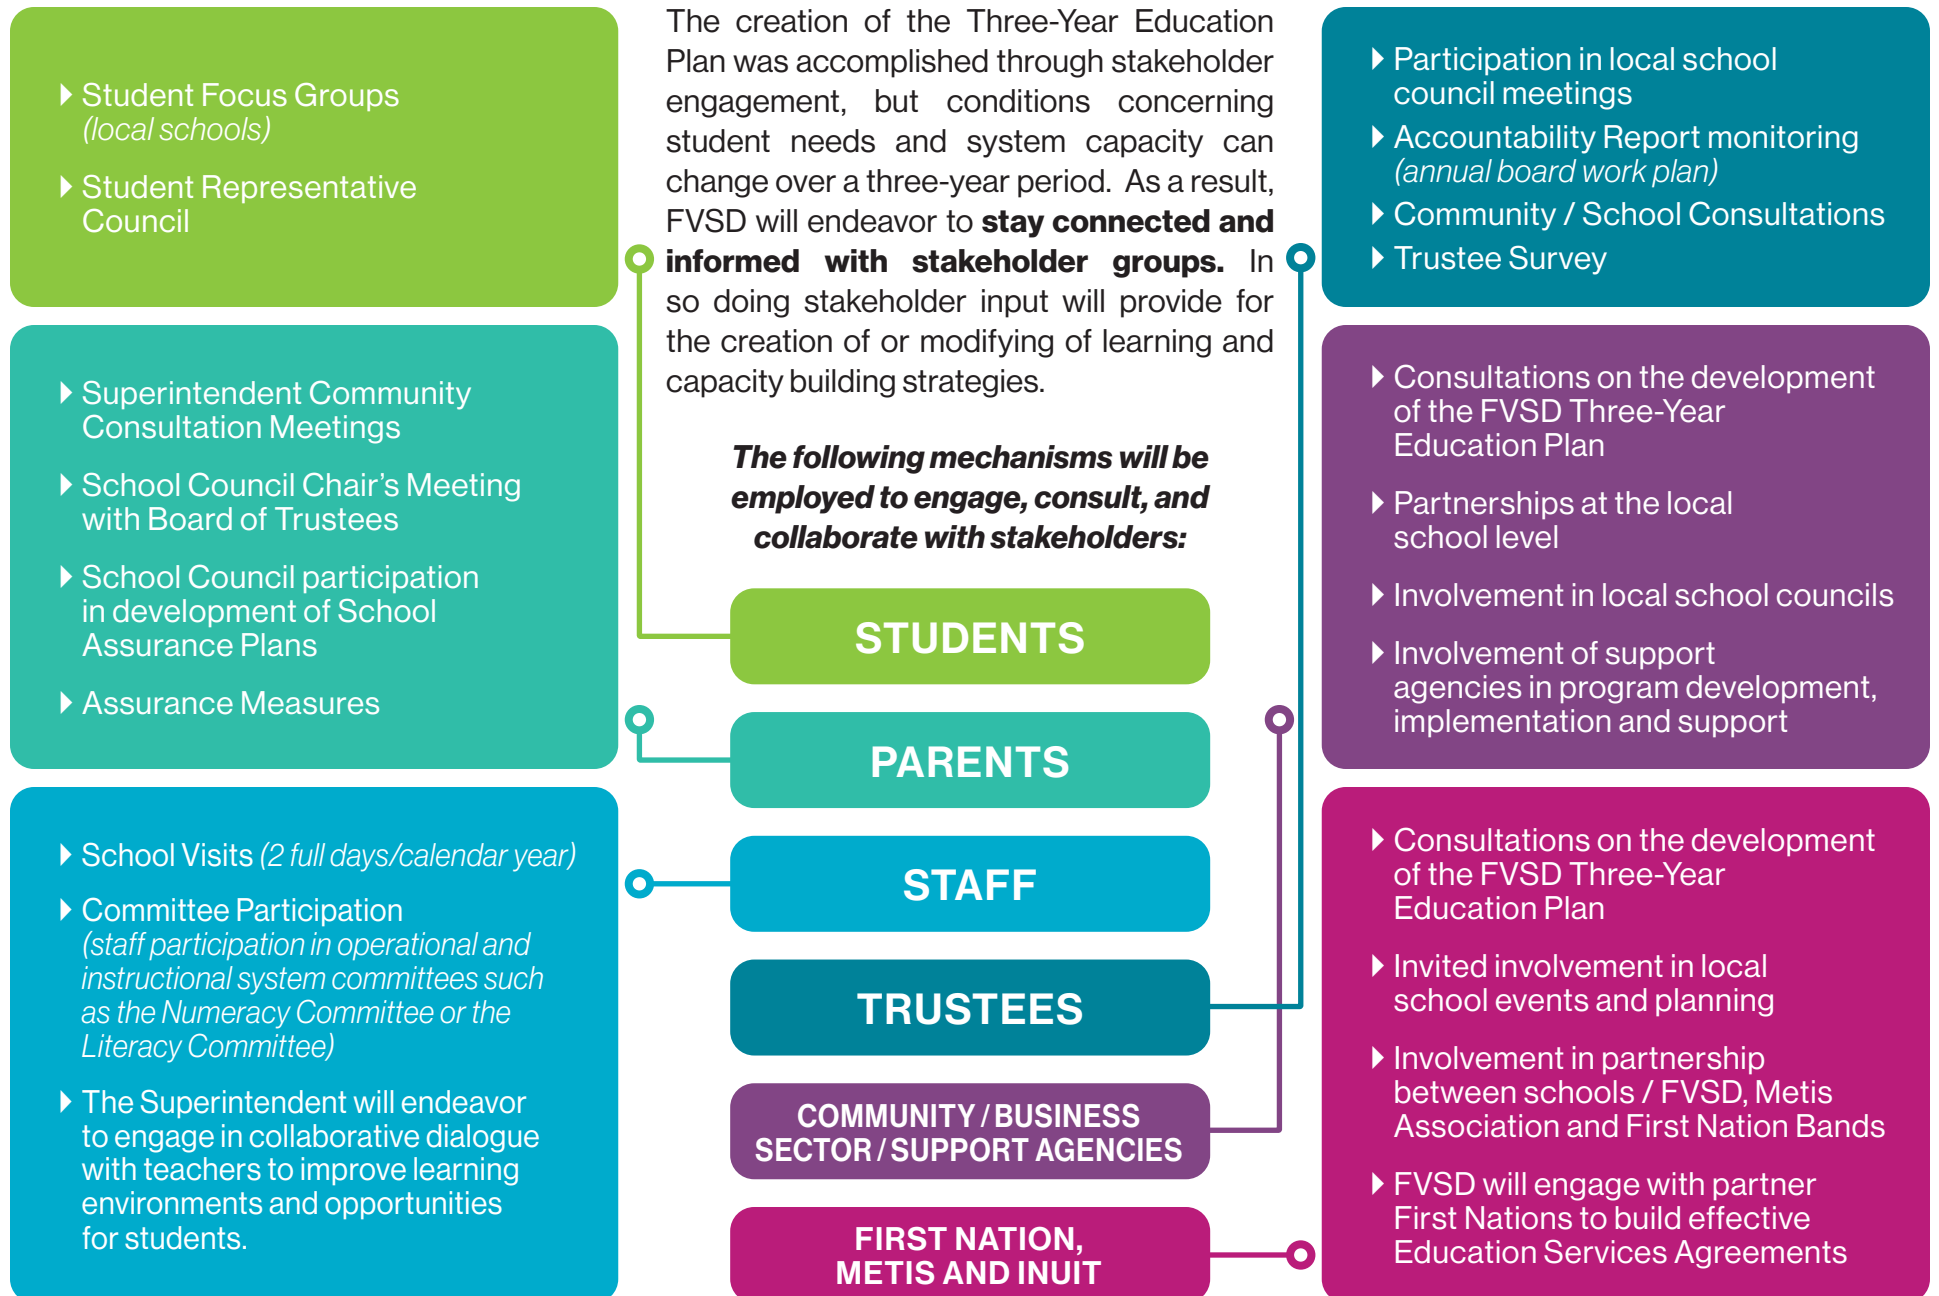 Student Focus Groups
(local schools)
Student Representative
Council
Superintendent Community
Consultation Meetings
School Council Chair's Meeting
with Board of Trustees
School Council participation
in development of School
Assurance Plans
Assurance Measures
School Visits (2 full days/calendar year)
Committee Participation
(staff participation in operational and
instructional system committees such
as the Numeracy Committee or the
Literacy Committee)
The Superintendent will endeavor
to engage in collaborative dialogue
with teachers to improve learning
environments and opportunities
for students.
The creation of the Three-Year Education
Plan was accomplished through stakeholder
engagement, but conditions concerning
student needs and system capacity can
change over a three-year period. As a result,
FVSD will endeavor to stay connected and
informed with stakeholder groups. In
so doing stakeholder input will provide for
the creation of or modifying of learning and
capacity building strategies.
The following mechanisms will be
employed to engage, consult, and
collaborate with stakeholders:
STUDENTS
PARENTS
STAFF
TRUSTEES
COMMUNITY / BUSINESS
SECTOR / SUPPORT AGENCIES
FIRST NATION,
METIS AND INUIT
Participation in local school
council meetings
Accountability Report monitoring
(annual board work plan)
Community / School Consultations
Trustee Survey
Consultations on the development
of the FVSD Three-Year
Education Plan
Partnerships at the local
school level
Involvement in local school councils
Involvement of support
agencies in program development,
implementation and support
Consultations on the development
of the FVSD Three-Year
Education Plan
Invited involvement in local
school events and planning
Involvement in partnership
between schools / FVSD, Metis
Association and First Nation Bands
FVSD will engage with partner
First Nations to build effective
Education Services Agreements